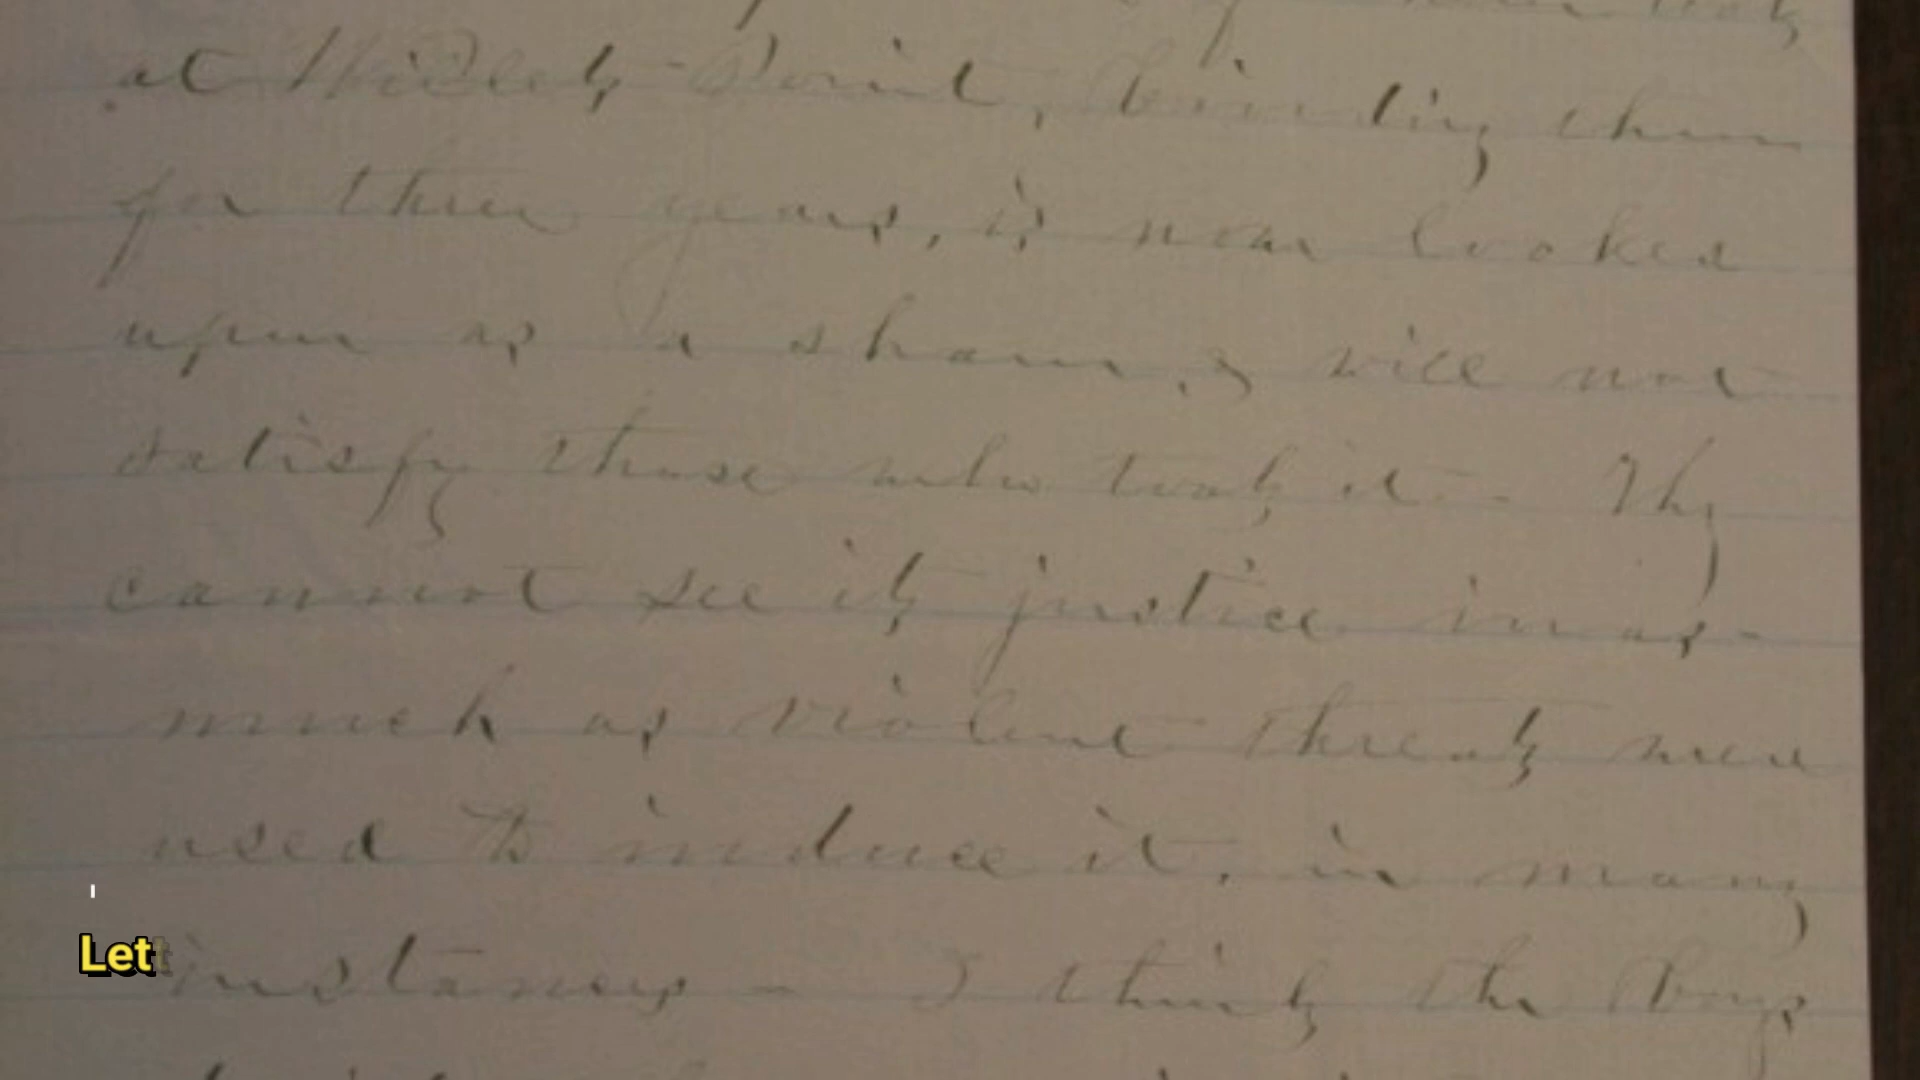 at Hickly Point, binding them
for three years, is now looked
upon as a sham, & will not
satisfy those who took it - They
cannot see its justice inas-
much as violent threats were
used to induce it, in many
instances - I think the Boys
Let